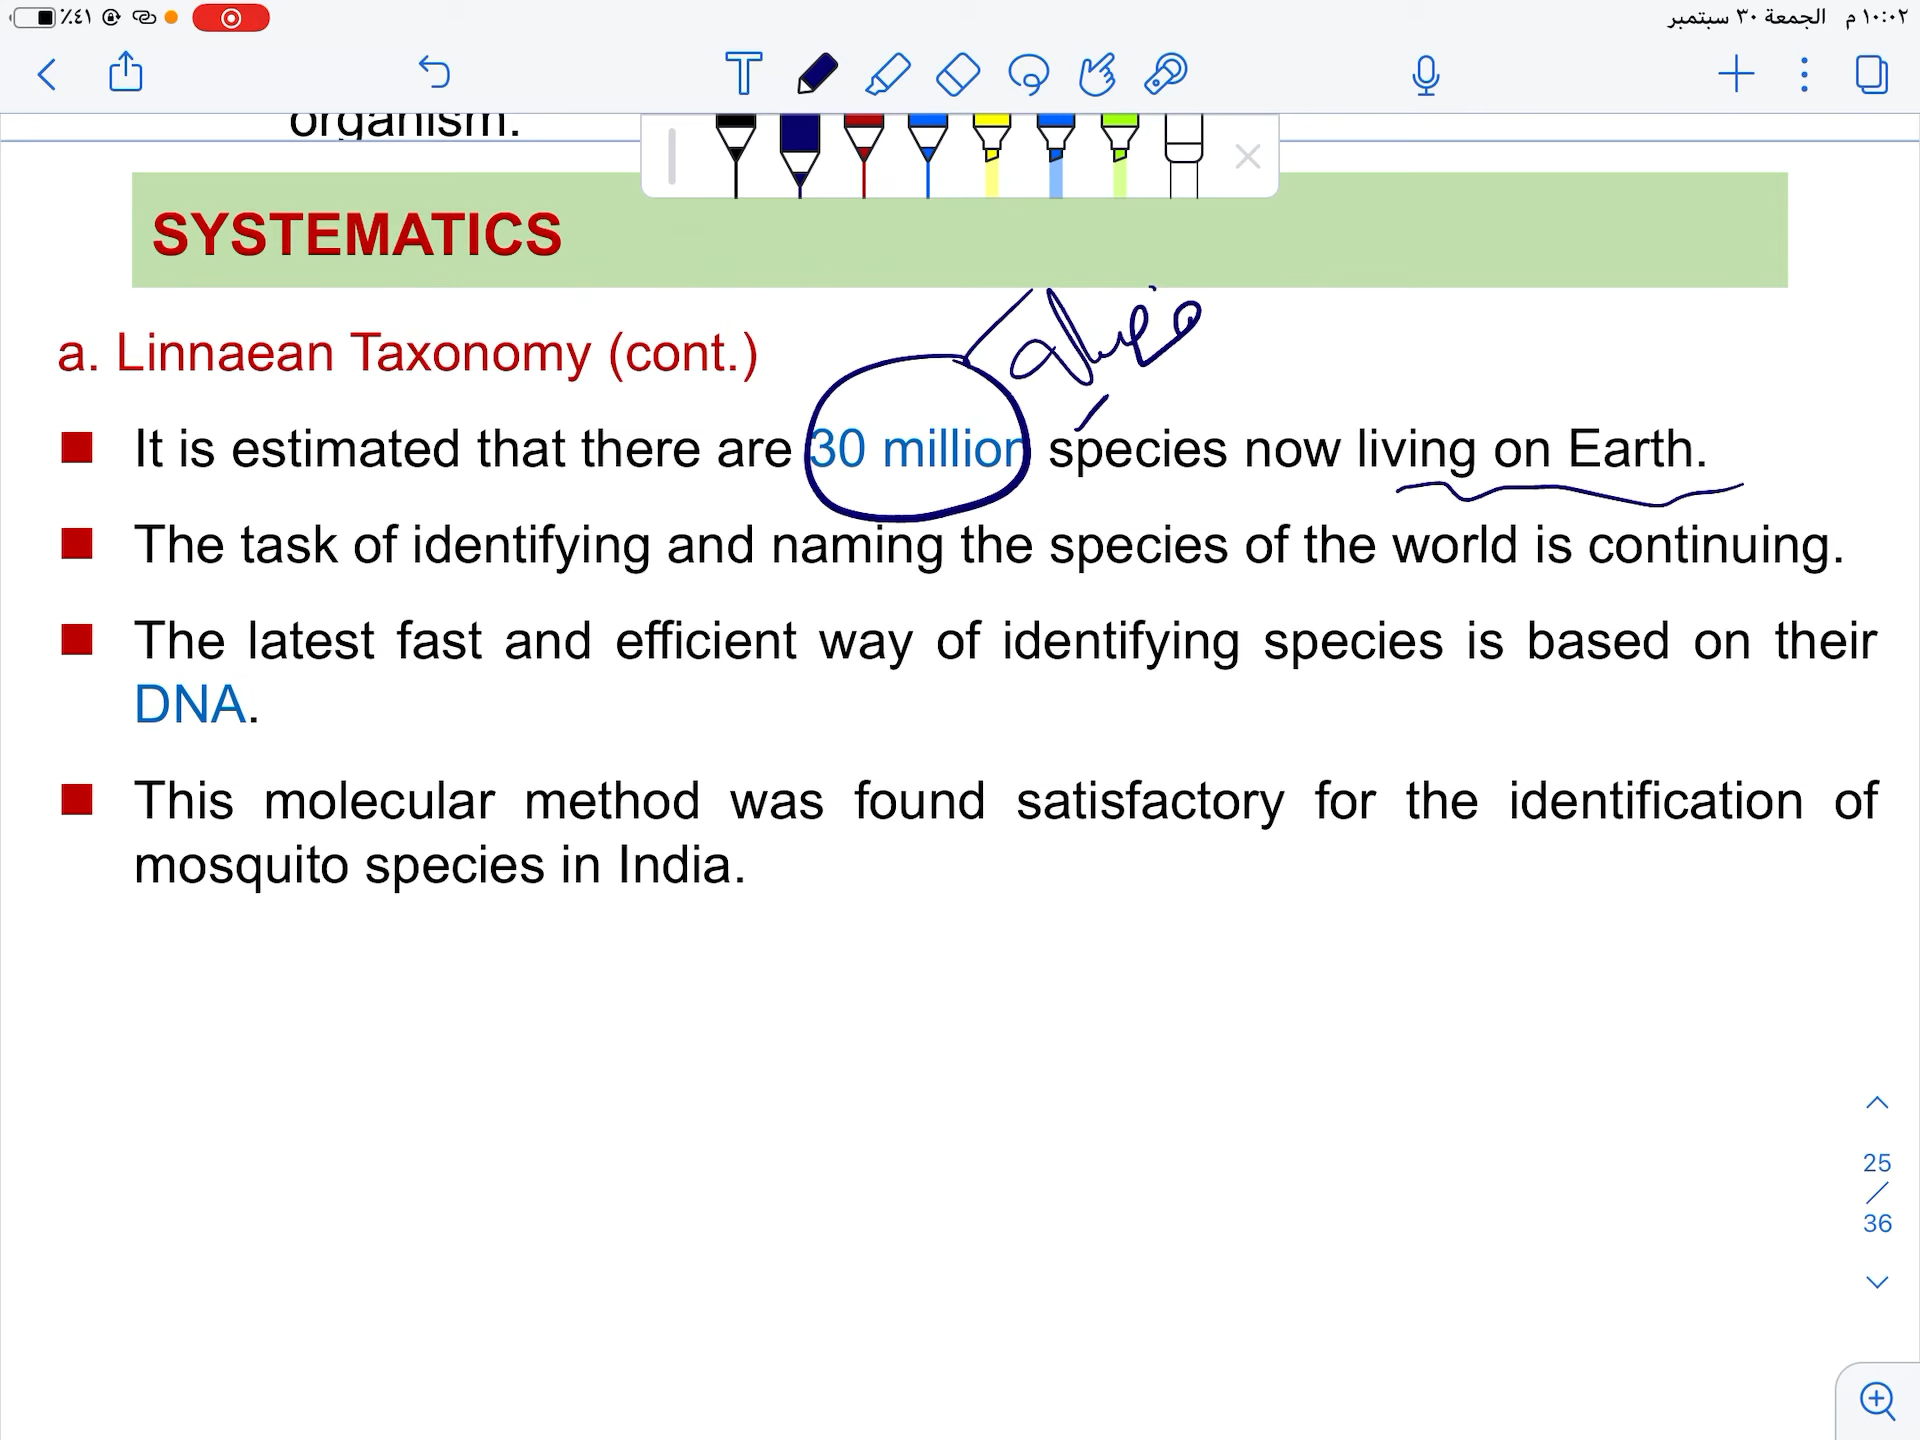 ٪٤١
١٠:٠٢ م الجمعة ٣٠ سبتمبر
organism.
SYSTEMATICS
a. Linnaean Taxonomy (cont.)
It is estimated that there are 30 million species now living on Earth.
The task of identifying and naming the species of the world is continuing.
The latest fast and efficient way of identifying species is based on their
DNA.
This molecular method was found satisfactory for the identification of
mosquito species in India.
25
/
36